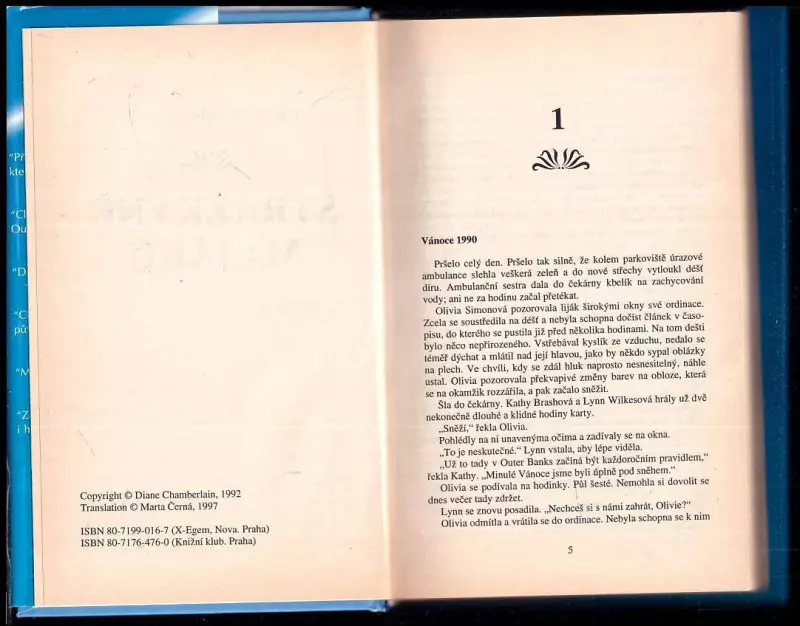 "Př
kte
"Cl
Ou
"D
"C
pů
"M
"Z
i h
STRÁŽKYNĚ
MAJÁKU
Copyright © Diane Chamberlain, 1992
Translation © Marta Černá, 1997
ISBN 80-7199-016-7 (X-Egem, Nova. Praha)
ISBN 80-7176-476-0 (Knižní klub. Praha)
1
Vánoce 1990
Pršelo celý den. Pršelo tak silně, že kolem parkoviště úrazové
ambulance slehla veškerá zeleň a do nové střechy vytloukl déšť
díru. Ambulanční sestra dala do čekárny kbelík na zachycování
vody; ani ne za hodinu začal přetékat.
Olivia Simonová pozorovala liják širokými okny své ordinace.
Zcela se soustředila na déšť a nebyla schopna dočíst článek v časo-
pisu, do kterého se pustila již před několika hodinami. Na tom dešti
bylo něco nepřirozeného. Vstřebával kyslík ze vzduchu, nedalo se
téměř dýchat a mlátil nad její hlavou, jako by někdo sypal oblázky
na plech. Ve chvíli, kdy se zdál hluk naprosto nesnesitelný, náhle
ustal. Olivia pozorovala překvapivé změny barev na obloze, která
se na okamžik rozzářila, a pak začalo sněžit.
Šla do čekárny. Kathy Brashová a Lynn Wilkesová hrály už dvě
nekonečně dlouhé a klidné hodiny karty.
„Sněží,“ řekla Olivia.
Pohlédly na ni unavenýma očima a zadívaly se na okna.
„To je neskutečné.“ Lynn vstala, aby lépe viděla.
„Už to tady v Outer Banks začíná být každoročním pravidlem,“
řekla Kathy. „Minulé Vánoce jsme byli úplně pod sněhem.“
Olivia se podívala na hodinky. Půl šesté. Nemohla si dovolit se
dnes večer tady zdržet.
Lynn se znovu posadila. „Nechceš si s námi zahrát, Olivie?“
Olivia odmítla a vrátila se do ordinace. Nebyla schopna se k nim
5